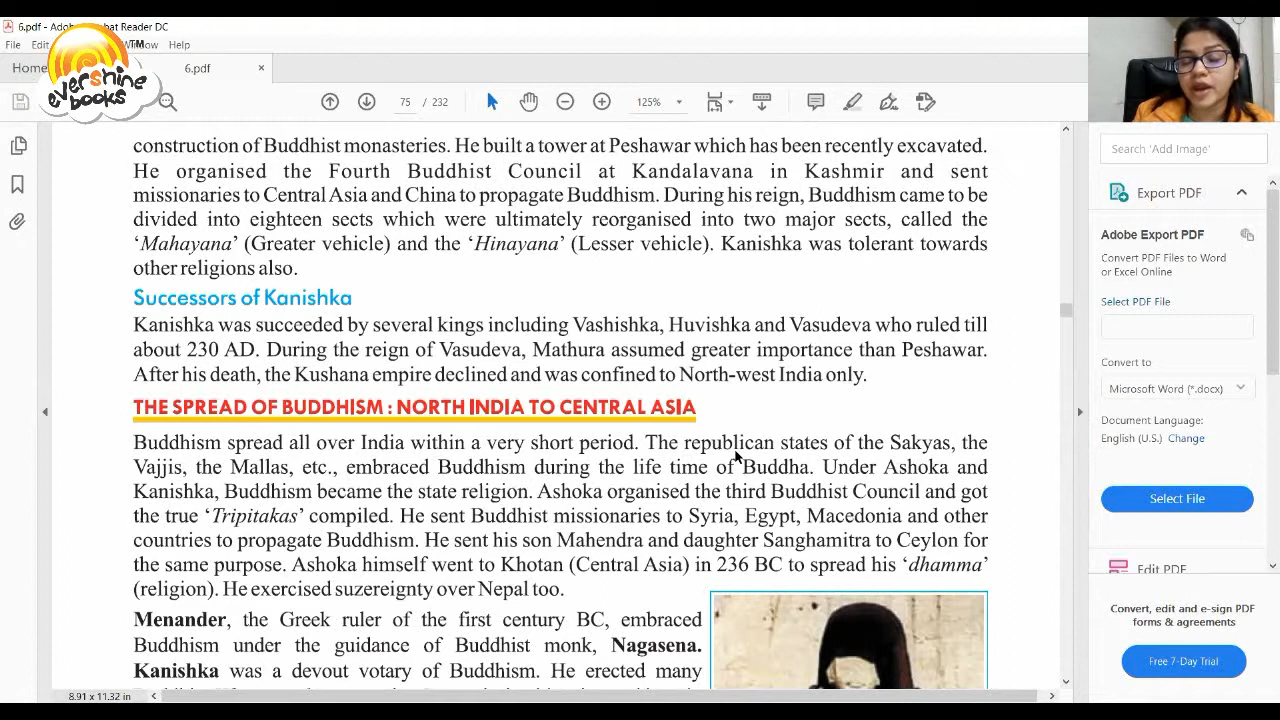 6.pdf - Adobe Acrobat Reader DC
File Edit Window Help
Home
6.pdf ×
evershine
books
TM
75 / 232
125%
construction of Buddhist monasteries. He built a tower at Peshawar which has been recently excavated.
He organised the Fourth Buddhist Council at Kandalavana in Kashmir and sent
missionaries to Central Asia and China to propagate Buddhism. During his reign, Buddhism came to be
divided into eighteen sects which were ultimately reorganised into two major sects, called the
‘Mahayana’ (Greater vehicle) and the ‘Hinayana’ (Lesser vehicle). Kanishka was tolerant towards
other religions also.
Successors of Kanishka
Kanishka was succeeded by several kings including Vashishka, Huvishka and Vasudeva who ruled till
about 230 AD. During the reign of Vasudeva, Mathura assumed greater importance than Peshawar.
After his death, the Kushana empire declined and was confined to North-west India only.
THE SPREAD OF BUDDHISM : NORTH INDIA TO CENTRAL ASIA
Buddhism spread all over India within a very short period. The republican states of the Sakyas, the
Vajjis, the Mallas, etc., embraced Buddhism during the life time of Buddha. Under Ashoka and
Kanishka, Buddhism became the state religion. Ashoka organised the third Buddhist Council and got
the true ‘Tripitakas’ compiled. He sent Buddhist missionaries to Syria, Egypt, Macedonia and other
countries to propagate Buddhism. He sent his son Mahendra and daughter Sanghamitra to Ceylon for
the same purpose. Ashoka himself went to Khotan (Central Asia) in 236 BC to spread his ‘dhamma’
(religion). He exercised suzereignty over Nepal too.
Menander, the Greek ruler of the first century BC, embraced
Buddhism under the guidance of Buddhist monk, Nagasena.
Kanishka was a devout votary of Buddhism. He erected many
8.91 x 11.32 in
Search 'Add Image'
Export PDF
Adobe Export PDF
Convert PDF Files to Word
or Excel Online
Select PDF File
Convert to
Microsoft Word (*.docx)
Document Language:
English (U.S.) Change
Select File
Edit PDF
Convert, edit and e-sign PDF
forms & agreements
Free 7-Day Trial